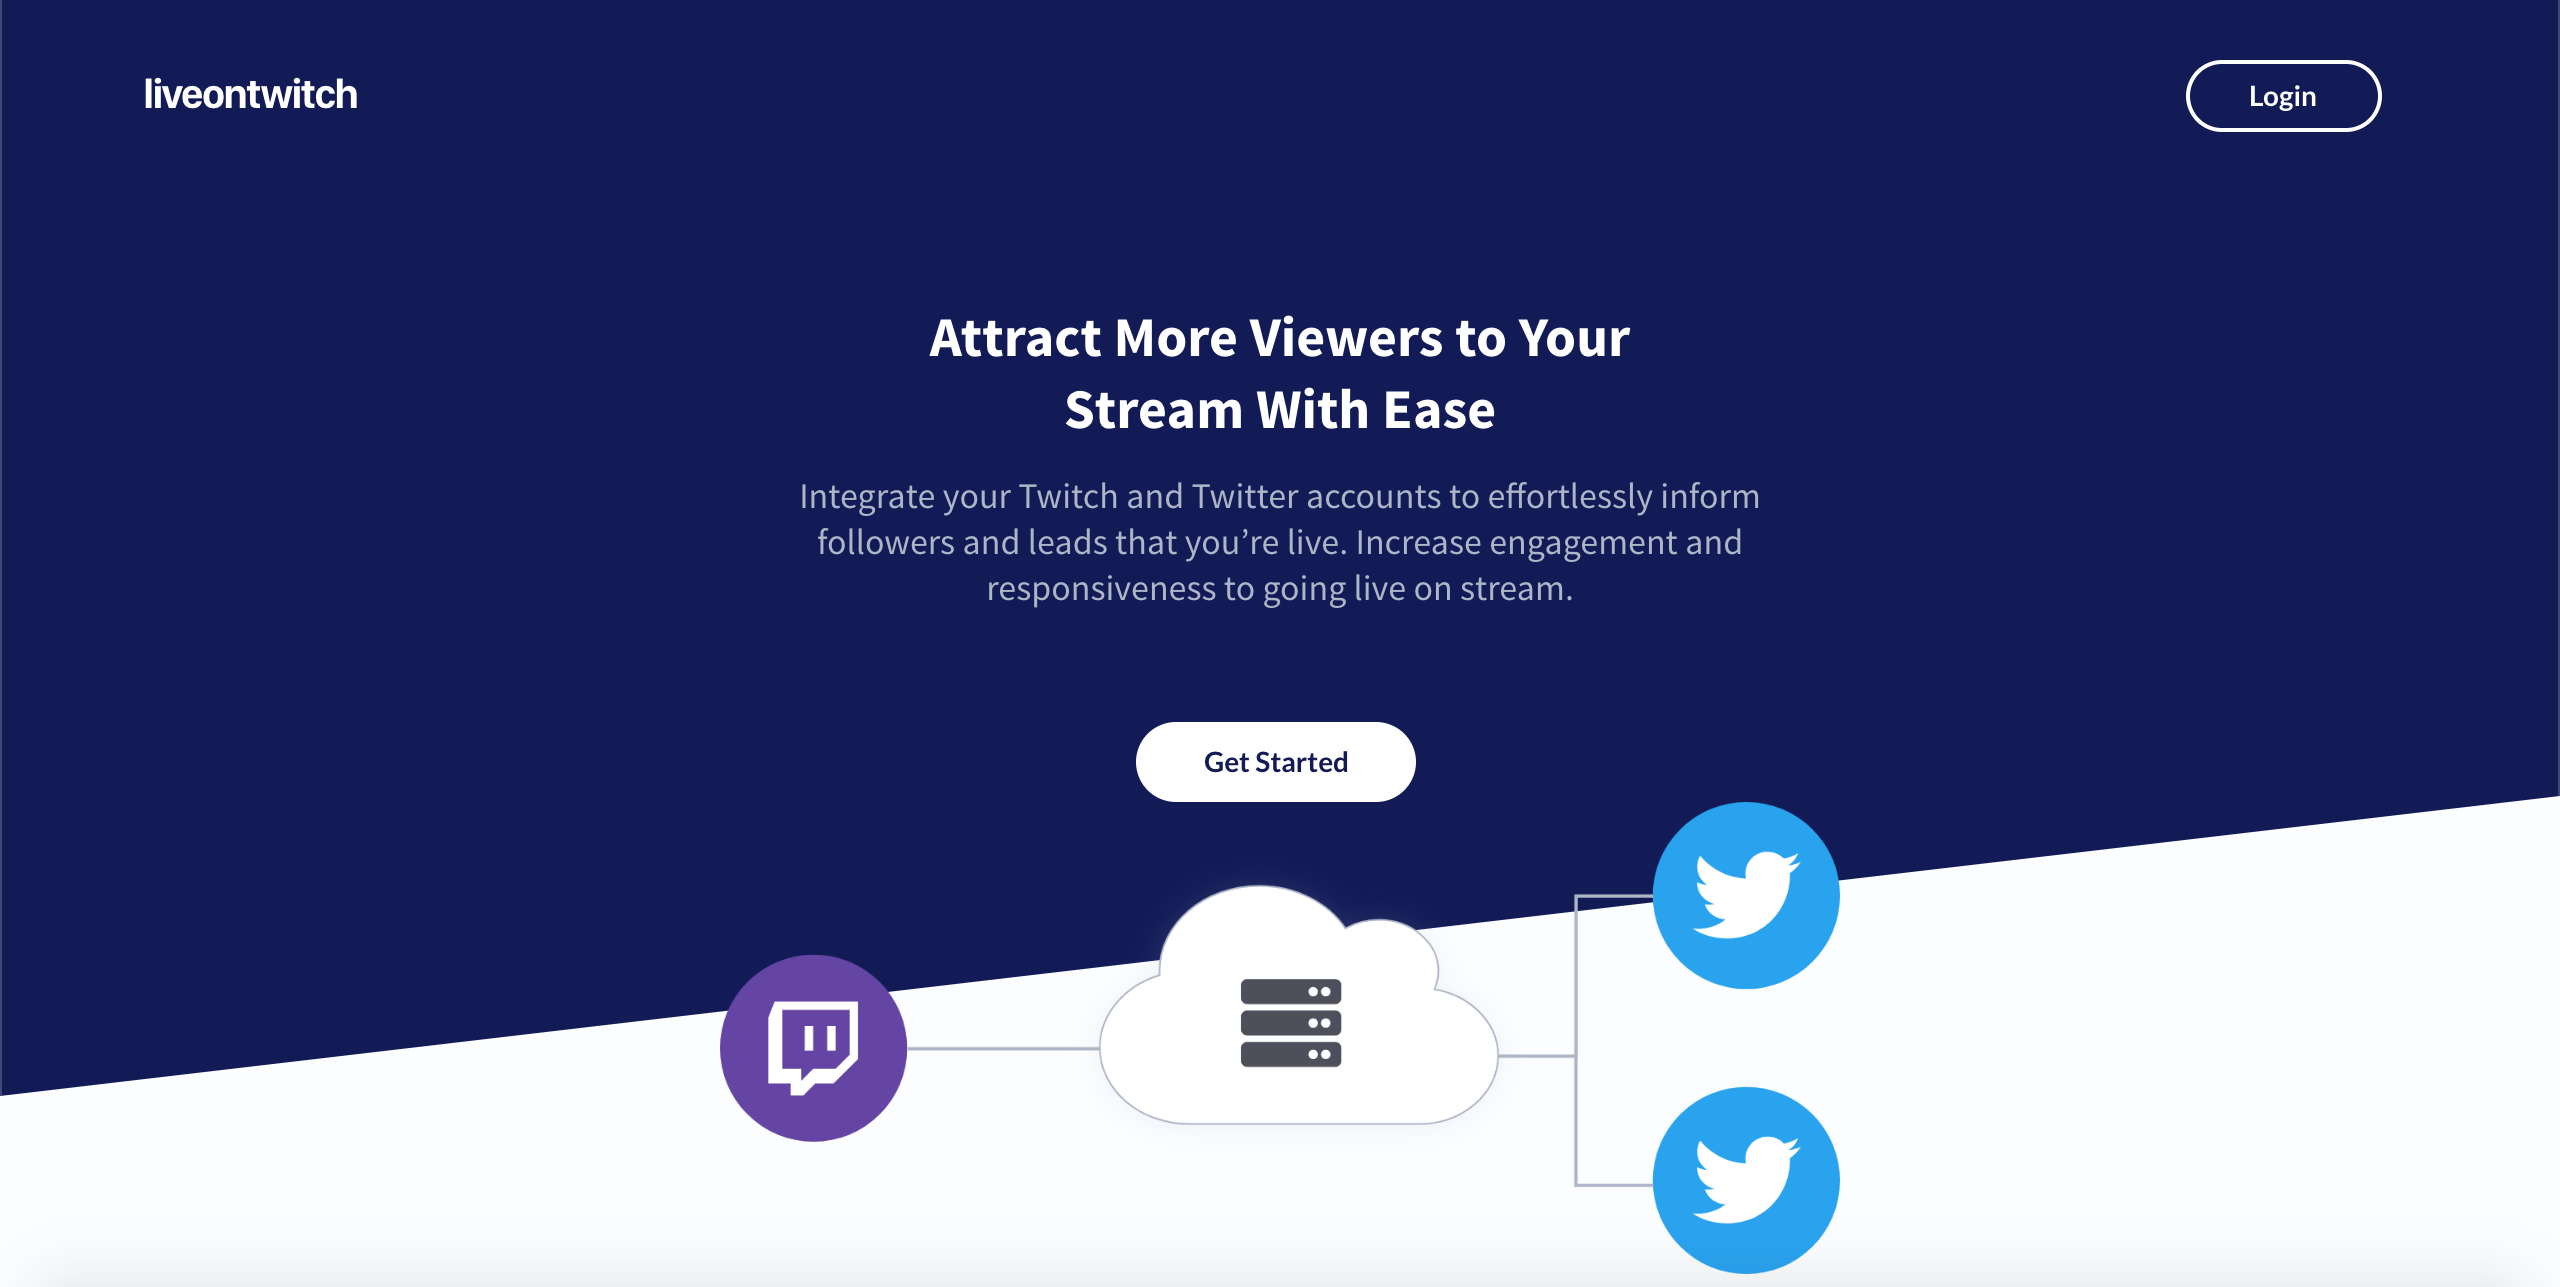 liveontwitch
Login
Attract More Viewers to Your
Stream With Ease
Integrate your Twitch and Twitter accounts to effortlessly inform
followers and leads that you’re live. Increase engagement and
responsiveness to going live on stream.
Get Started